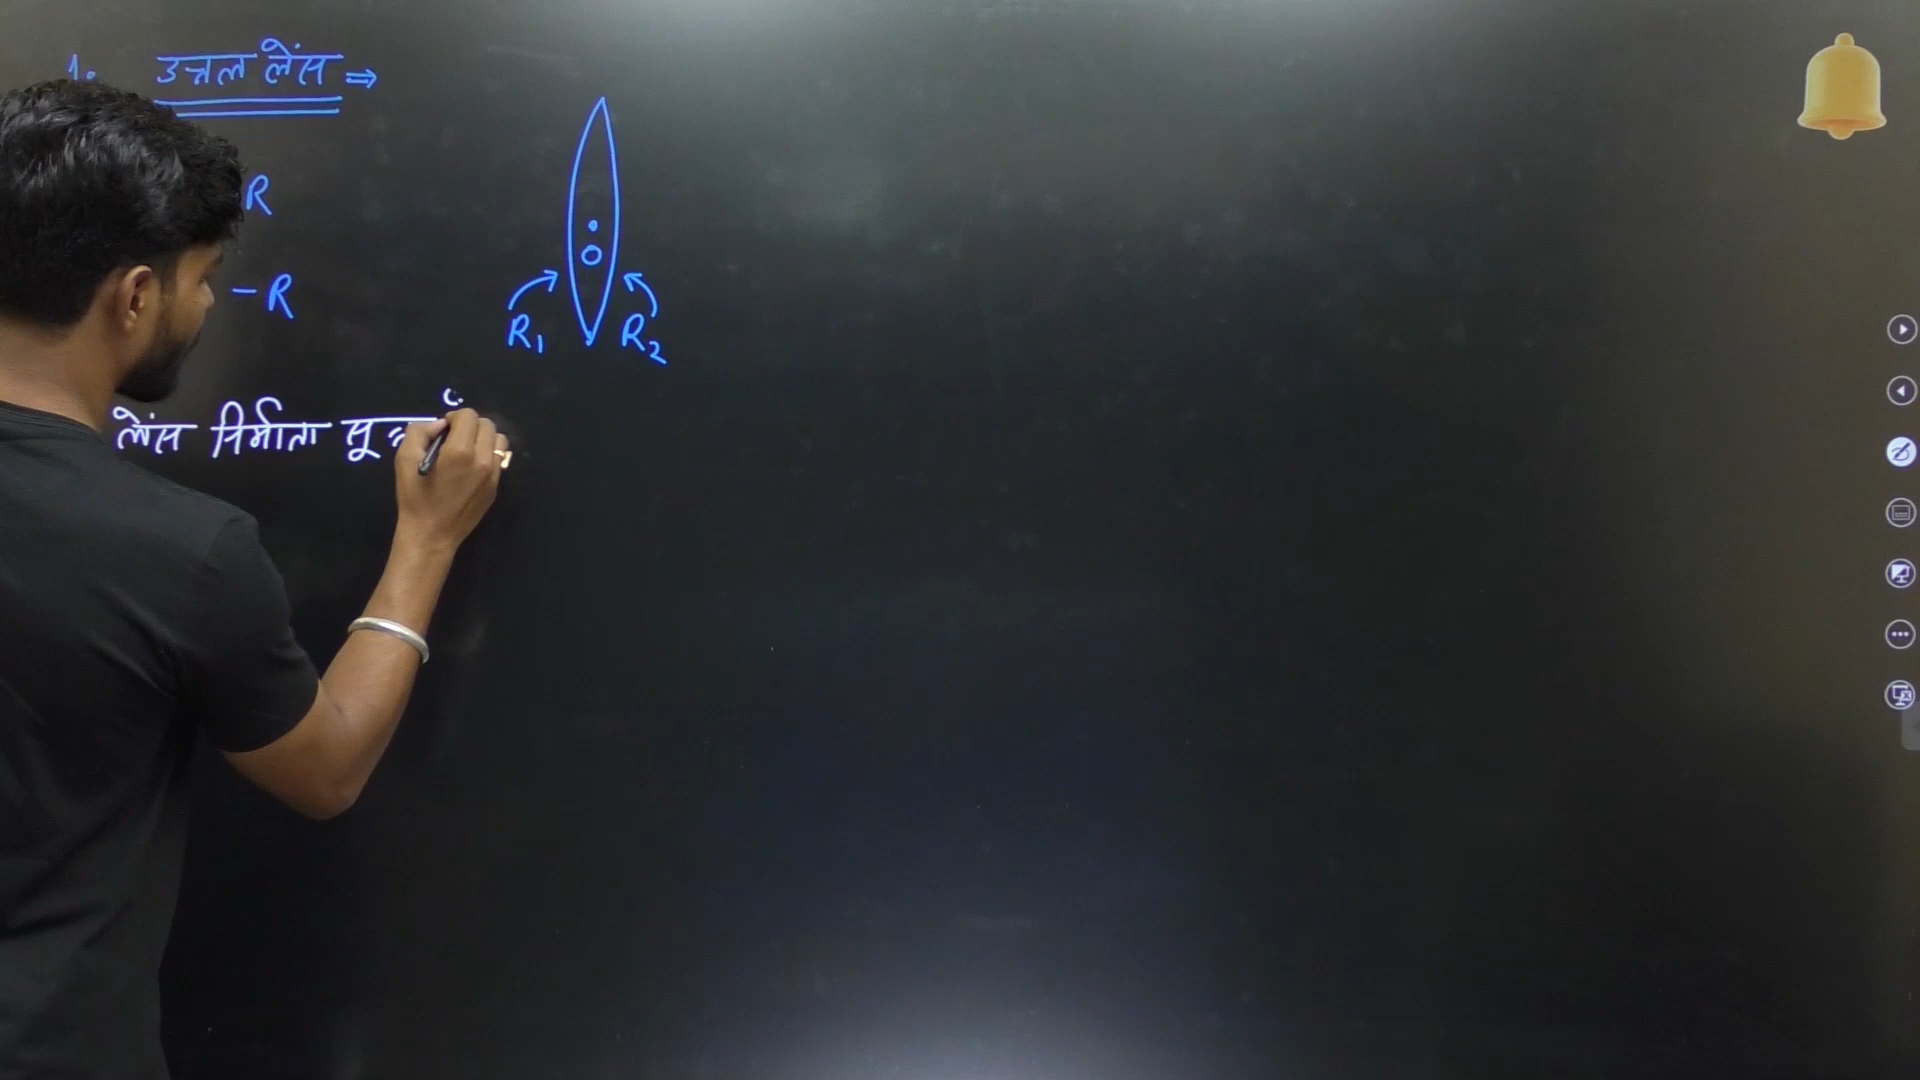 1. उत्तल लेंस ⇒
R
- R
O
R₁ R₂
लेंस निर्माता सूत्र